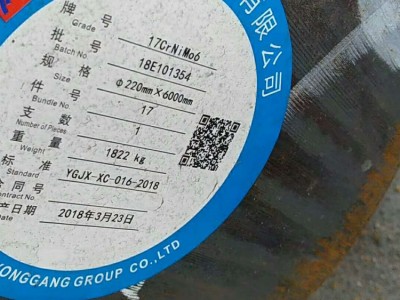 牌号 17CrNiMo6
Grade
批号 18E101354
Batch No
规格 Φ220mm×6000mm
Size
件号 17
Bundle No
支数 1
Number of Pieces
重量 1822 kg
Weight
标准 YGJX-XC-016-2018
Standard
合同号
Contract No
产日期 2018年3月23日
Date
ONGGANG GROUP CO.,LTD
有限公司